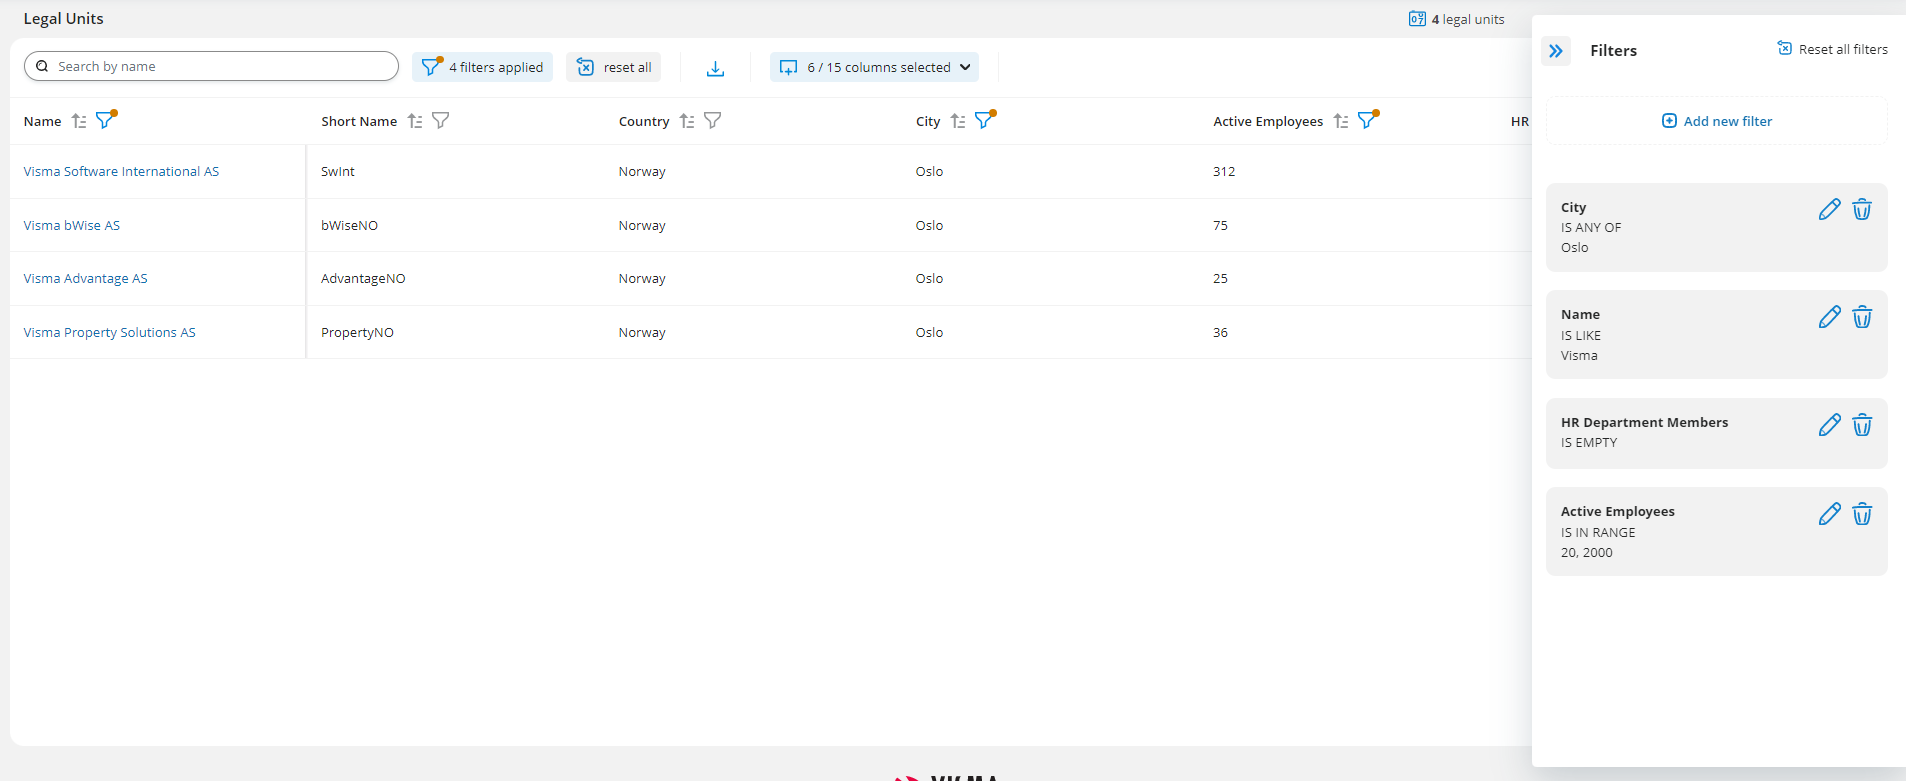 Legal Units
4 legal units
Search by name
4 filters applied
reset all
6 / 15 columns selected
Name
Short Name
Country
City
Active Employees
HR
Visma Software International AS
SwInt
Norway
Oslo
312
Visma bWise AS
bWiseNO
Norway
Oslo
75
Visma Advantage AS
AdvantageNO
Norway
Oslo
25
Visma Property Solutions AS
PropertyNO
Norway
Oslo
36
Filters
Reset all filters
Add new filter
City
IS ANY OF
Oslo
Name
IS LIKE
Visma
HR Department Members
IS EMPTY
Active Employees
IS IN RANGE
20, 2000
VISMA